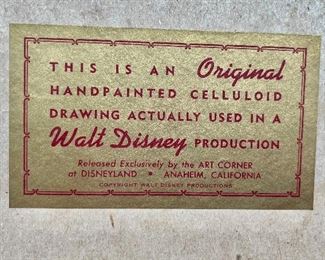 THIS IS AN Original
HANDPAINTED CELLULOID
DRAWING ACTUALLY USED IN A
Walt Disney PRODUCTION
Released Exclusively by the ART CORNER
at DISNEYLAND • ANAHEIM, CALIFORNIA
COPYRIGHT WALT DISNEY PRODUCTIONS